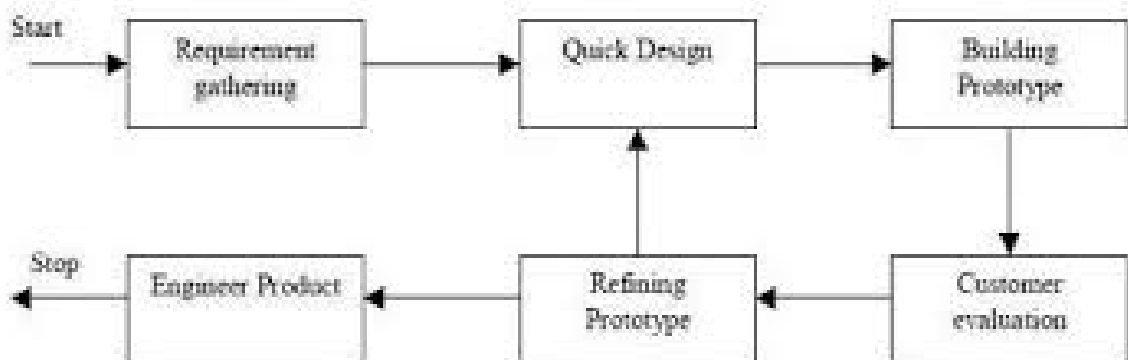 Start
Requirement
gathering
Quick Design
Building
Prototype
Stop
Engineer Product
Refining
Prototype
Customer
evaluation